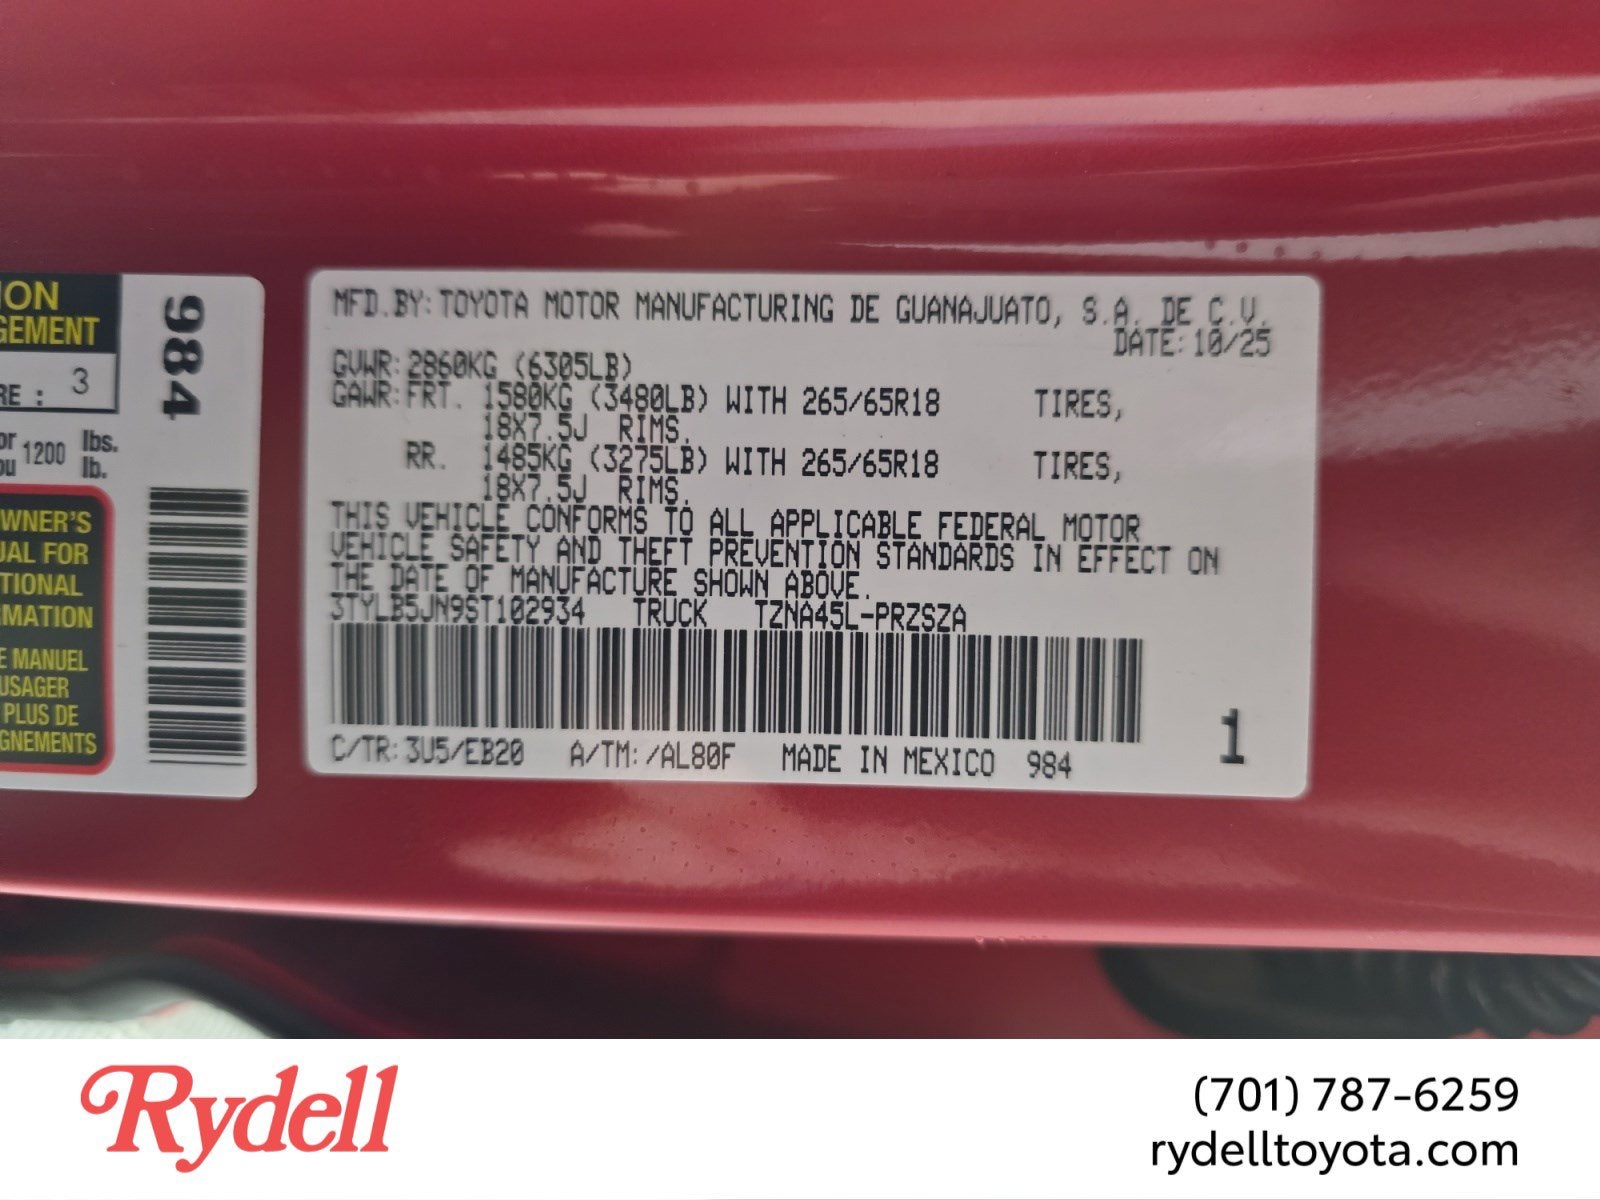 ION
GEMENT
RE : 3
or 1200 lbs.
ou lb.
WNER'S
UAL FOR
TIONAL
RMATION
E MANUEL
USAGER
PLUS DE
GNEMENTS
984
MFD.BY:TOYOTA MOTOR MANUFACTURING DE GUANAJUATO, S.A. DE C.V.
DATE:10/25
GVWR:2860KG (6305LB)
GAWR:FRT. 1580KG (3480LB) WITH 265/65R18 TIRES,
18X7.5J RIMS.
RR. 1485KG (3275LB) WITH 265/65R18 TIRES,
18X7.5J RIMS.
THIS VEHICLE CONFORMS TO ALL APPLICABLE FEDERAL MOTOR
VEHICLE SAFETY AND THEFT PREVENTION STANDARDS IN EFFECT ON
THE DATE OF MANUFACTURE SHOWN ABOVE.
3TYLB5JN9ST102934 TRUCK TZNA45L-PRZSZA
C/TR:3U5/EB20 A/TM:/AL80F MADE IN MEXICO 984
1
Rydell
(701) 787-6259
rydelltoyota.com